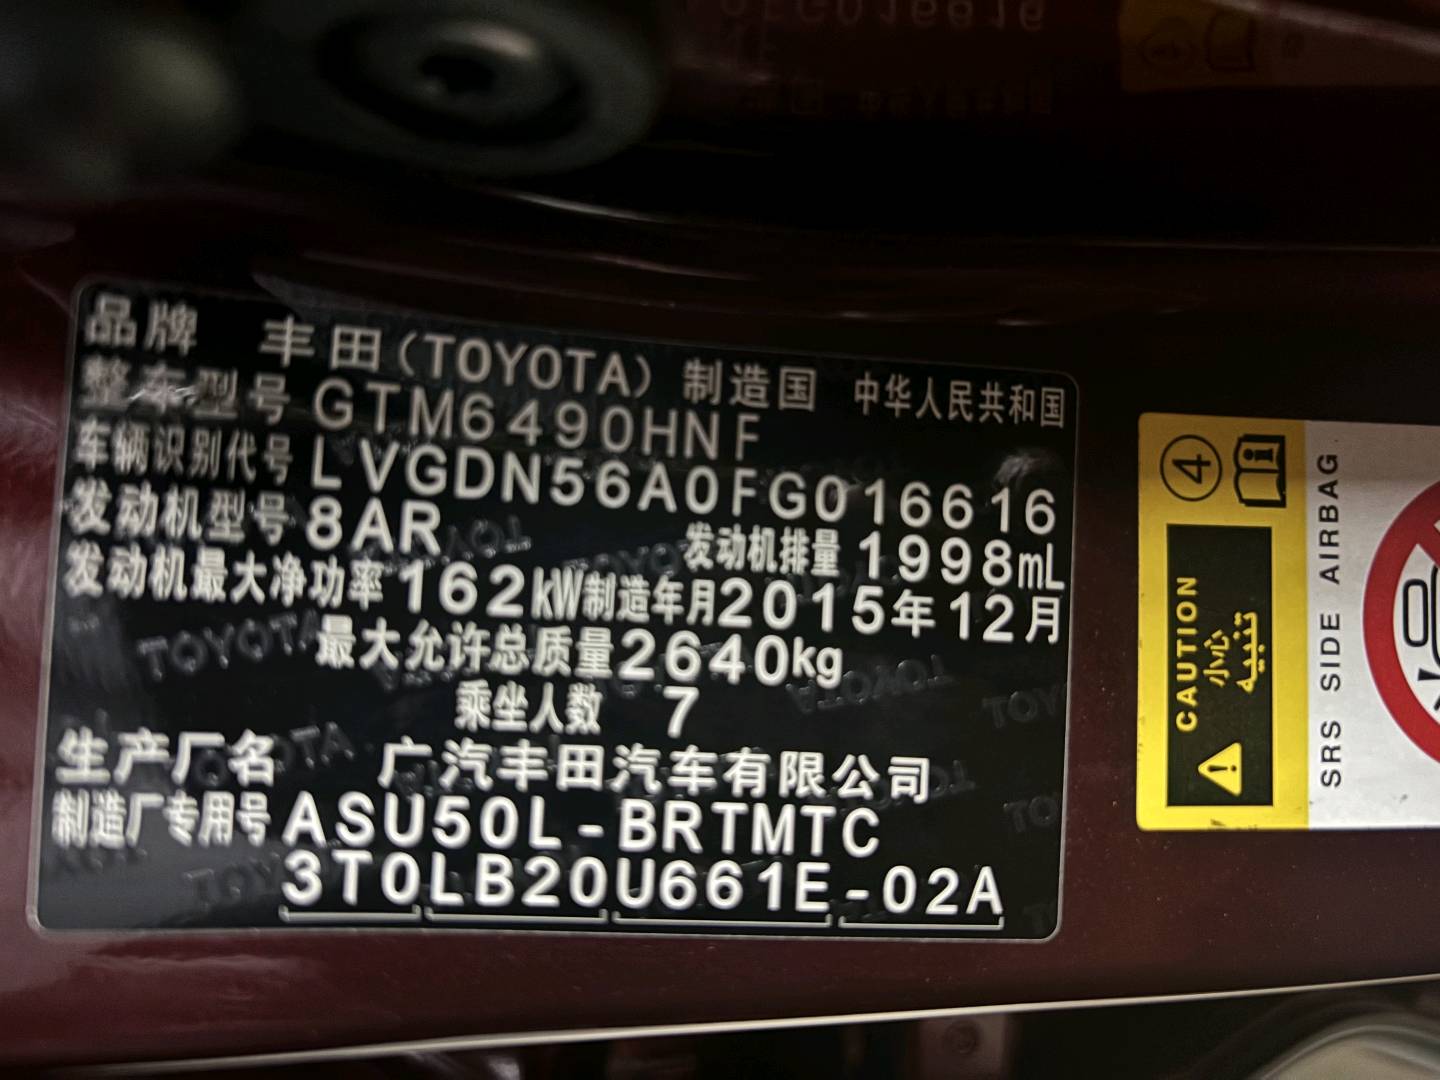 品牌 丰田(TOYOTA) 制造国 中华人民共和国
整车型号 GTM6490HNF
车辆识别代号 LVGDN56A0FG016616
发动机型号 8AR 发动机排量 1998mL
发动机最大净功率 162kW 制造年月 2015年12月
最大允许总质量 2640kg
乘坐人数 7
生产厂名 广汽丰田汽车有限公司
制造厂专用号 ASU50L-BRTMTC
3T0LB20U661E-02A
4
CAUTION
小心
تنبيه
SRS SIDE AIRBAG